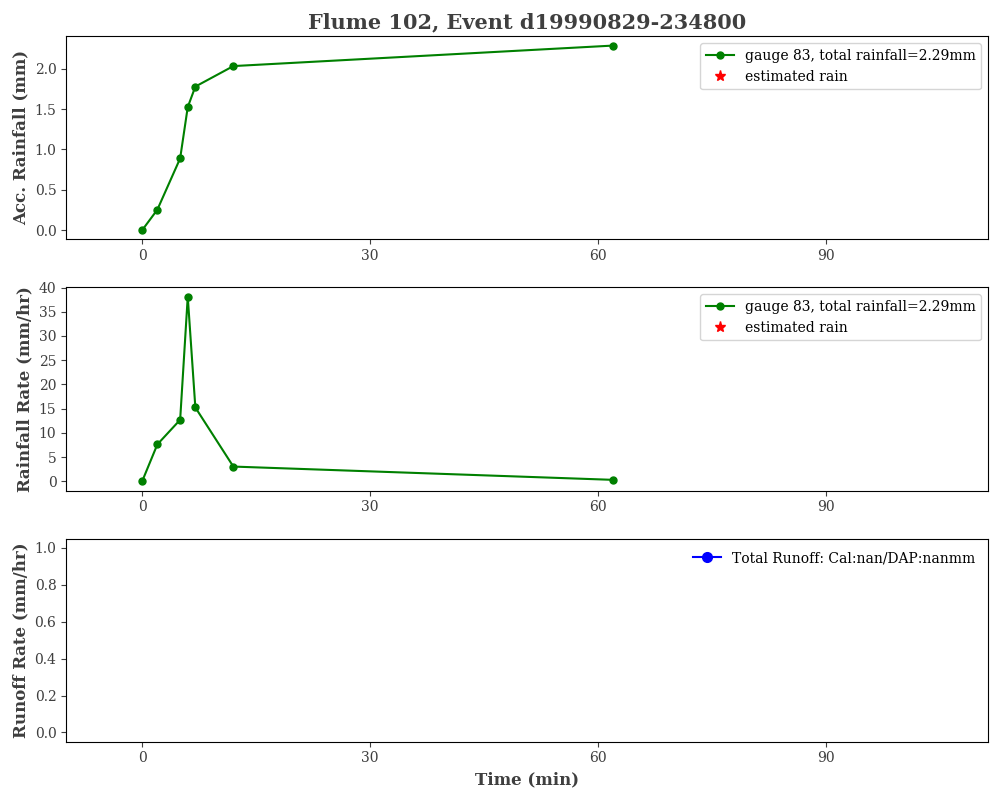 Flume 102, Event d19990829-234800
Acc. Rainfall (mm)
2.0
1.5
1.0
0.5
0.0
gauge 83, total rainfall=2.29mm
estimated rain
0 30 60 90
Rainfall Rate (mm/hr)
40
35
30
25
20
15
10
5
0
gauge 83, total rainfall=2.29mm
estimated rain
0 30 60 90
Runoff Rate (mm/hr)
1.0
0.8
0.6
0.4
0.2
0.0
Total Runoff: Cal:nan/DAP:nanmm
0 30 60 90
Time (min)